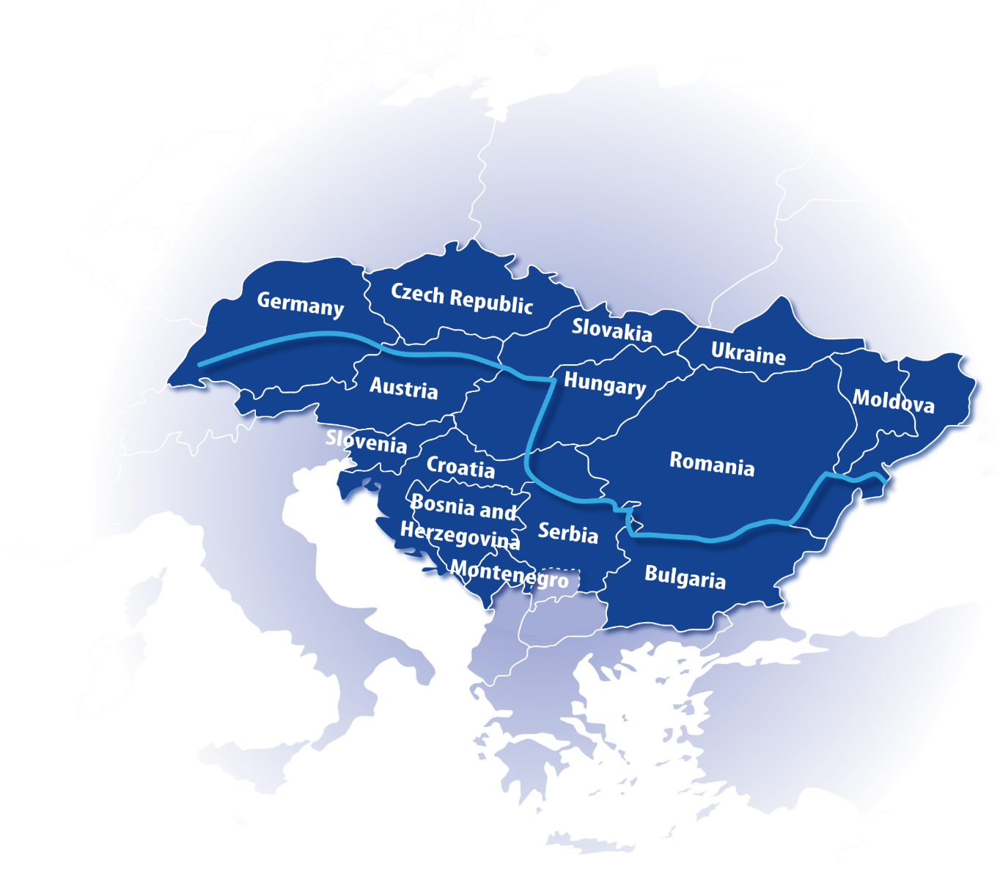 Germany
Czech Republic
Slovakia
Ukraine
Austria
Hungary
Moldova
Slovenia
Croatia
Romania
Bosnia and
Herzegovina
Serbia
Montenegro
Bulgaria